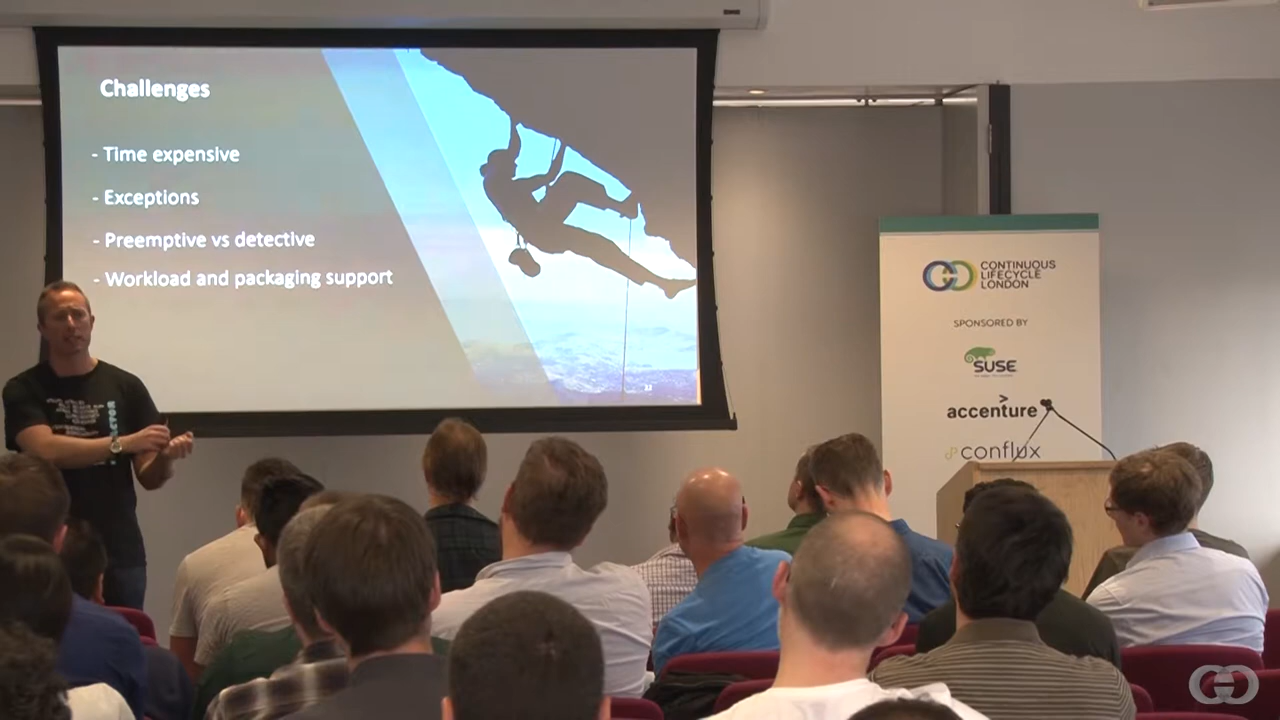 Challenges
- Time expensive
- Exceptions
- Preemptive vs detective
- Workload and packaging support
32
CONTINUOUS
LIFECYCLE
LONDON
SPONSORED BY
SUSE
accenture
conflux